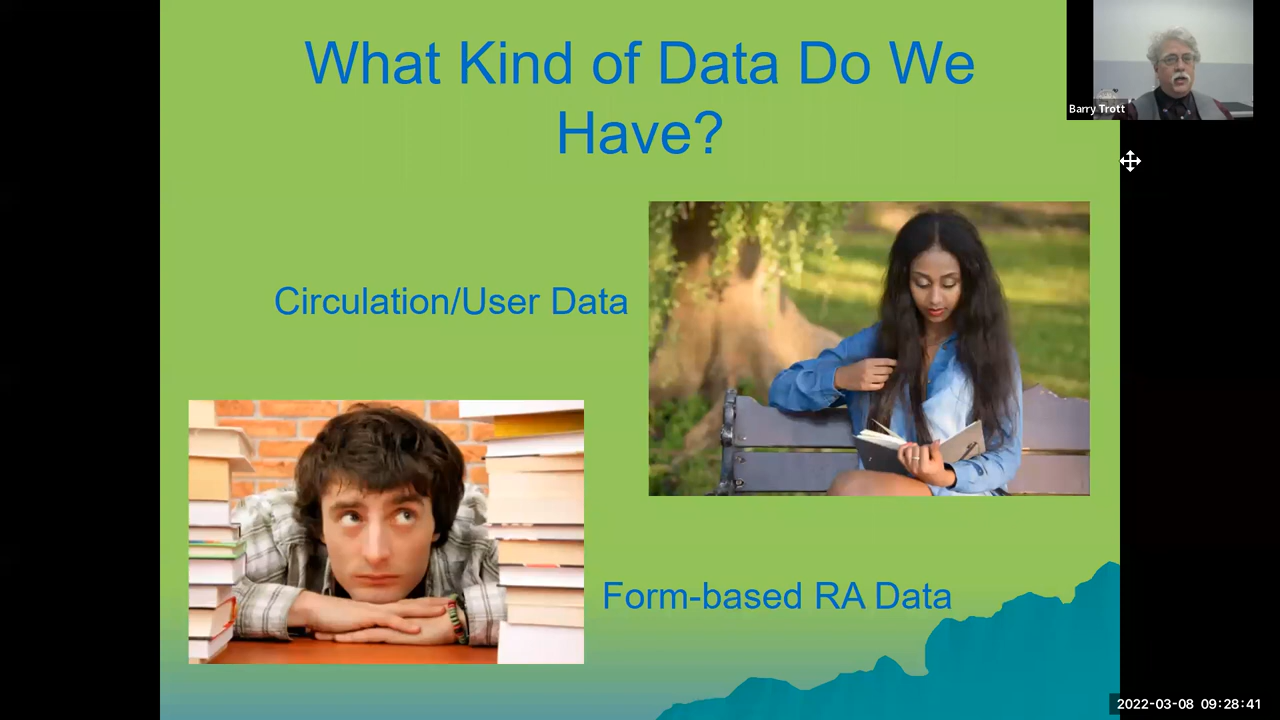 What Kind of Data Do We
Have?
Barry Trott
Circulation/User Data
Form-based RA Data
2022-03-08 09:28:41